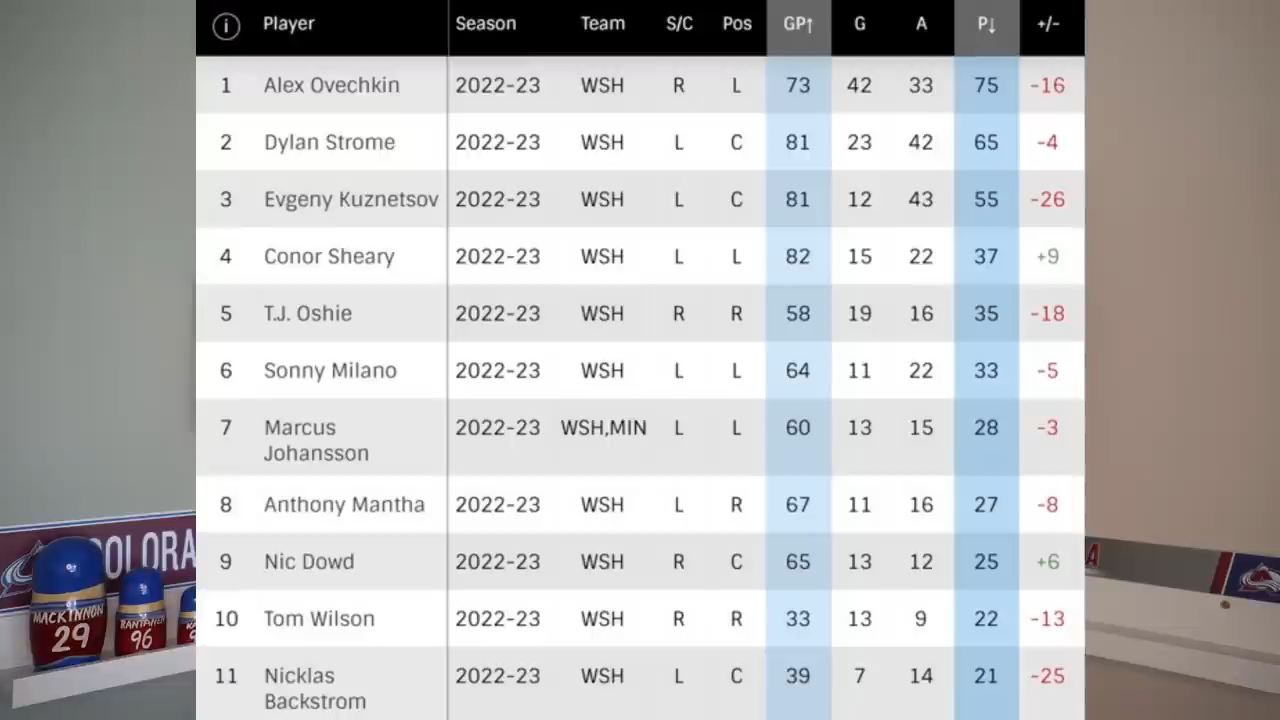 i Player Season Team S/C Pos GP↑ G A P↓ +/-
1 Alex Ovechkin 2022-23 WSH R L 73 42 33 75 -16
2 Dylan Strome 2022-23 WSH L C 81 23 42 65 -4
3 Evgeny Kuznetsov 2022-23 WSH L C 81 12 43 55 -26
4 Conor Sheary 2022-23 WSH L L 82 15 22 37 +9
5 T.J. Oshie 2022-23 WSH R R 58 19 16 35 -18
6 Sonny Milano 2022-23 WSH L L 64 11 22 33 -5
7 Marcus 2022-23 WSH,MIN L L 60 13 15 28 -3
Johansson
8 Anthony Mantha 2022-23 WSH L R 67 11 16 27 -8
9 Nic Dowd 2022-23 WSH R C 65 13 12 25 +6
10 Tom Wilson 2022-23 WSH R R 33 13 9 22 -13
11 Nicklas 2022-23 WSH L C 39 7 14 21 -25
Backstrom
COLORA
MACKINNON
29
RANTANEN
96
A